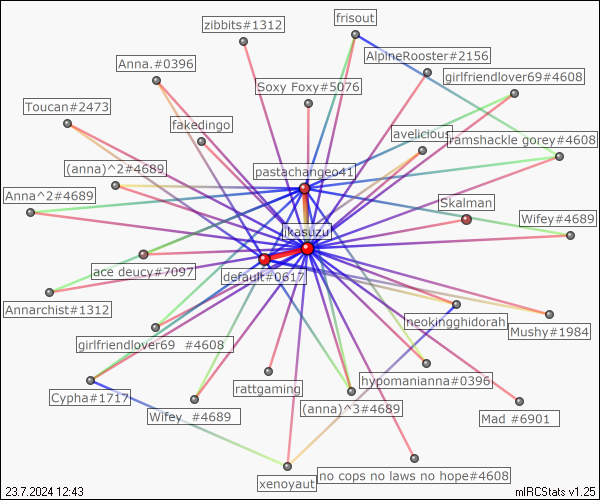 frisout
zibbits#1312
AlpineRooster#2156
Anna.#0396
girlfriendlover69#4608
Soxy Foxy#5076
Toucan#2473
fakedingo
avelicious
ramshackle gorey#4608
(anna)^2#4689
pastachangeo41
Anna^2#4689
Skalman
Wifey#4689
jkasuzu
ace deucy#7097
default#0617
Annarchist#1312
neokingghidorah
Mushy#1984
girlfriendlover69 #4608
hypomanianna#0396
rattgaming
Cypha#1717
(anna)^3#4689
Wifey #4689
Mad #6901
no cops no laws no hope#4608
xenoyaut
23.7.2024 12:43
mIRCStats v1.25